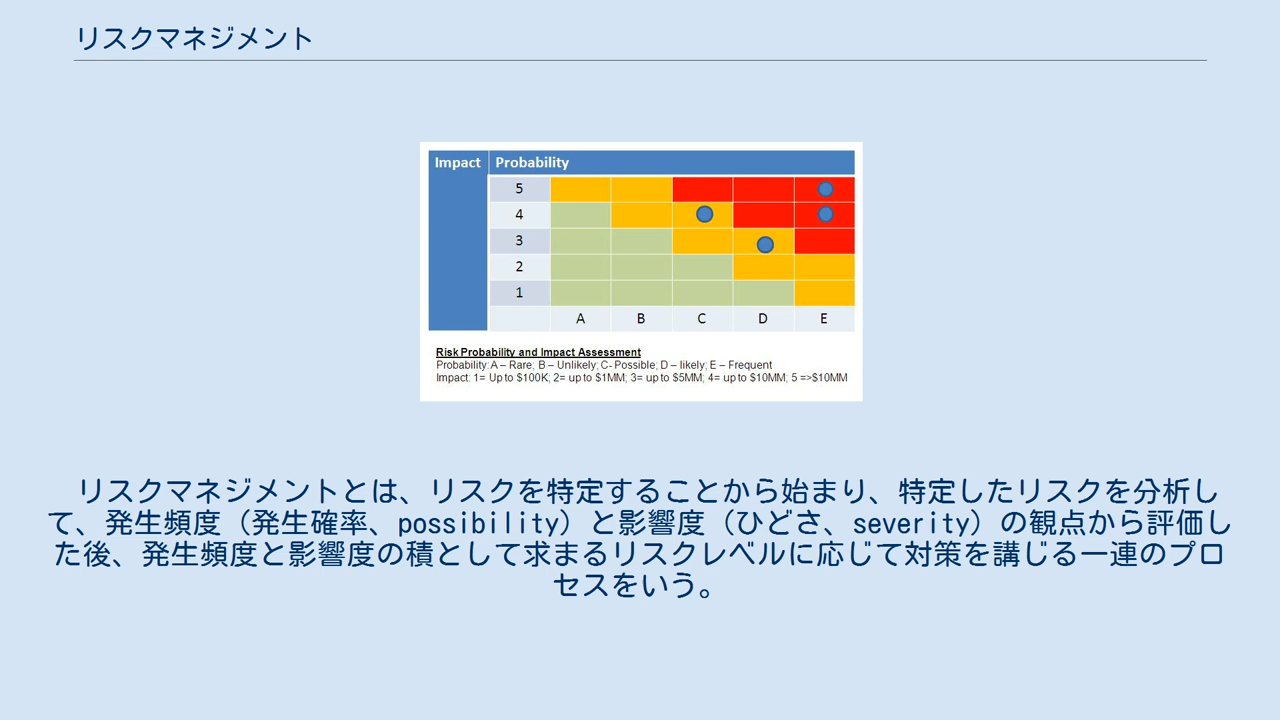 リスクマネジメント
Impact Probability
5
4
3
2
1
A B C D E
Risk Probability and Impact Assessment
Probability: A – Rare; B – Unlikely; C- Possible; D – likely; E – Frequent
Impact: 1= Up to $100K; 2= up to $1MM; 3= up to $5MM; 4= up to $10MM; 5 =>$10MM
リスクマネジメントとは、リスクを特定することから始まり、特定したリスクを分析し
て、発生頻度（発生確率、possibility）と影響度（ひどさ、severity）の観点から評価し
た後、発生頻度と影響度の積として求まるリスクレベルに応じて対策を講じる一連のプロ
セスをいう。